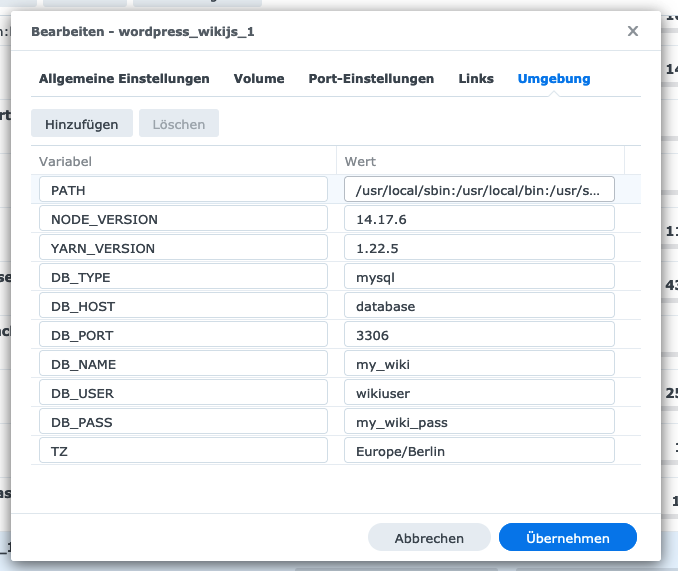 Bearbeiten - wordpress_wikijs_1
Allgemeine Einstellungen Volume Port-Einstellungen Links Umgebung
Hinzufügen Löschen
Variabel Wert
PATH /usr/local/sbin:/usr/local/bin:/usr/s...
NODE_VERSION 14.17.6
YARN_VERSION 1.22.5
DB_TYPE mysql
DB_HOST database
DB_PORT 3306
DB_NAME my_wiki
DB_USER wikiuser
DB_PASS my_wiki_pass
TZ Europe/Berlin
Abbrechen Übernehmen